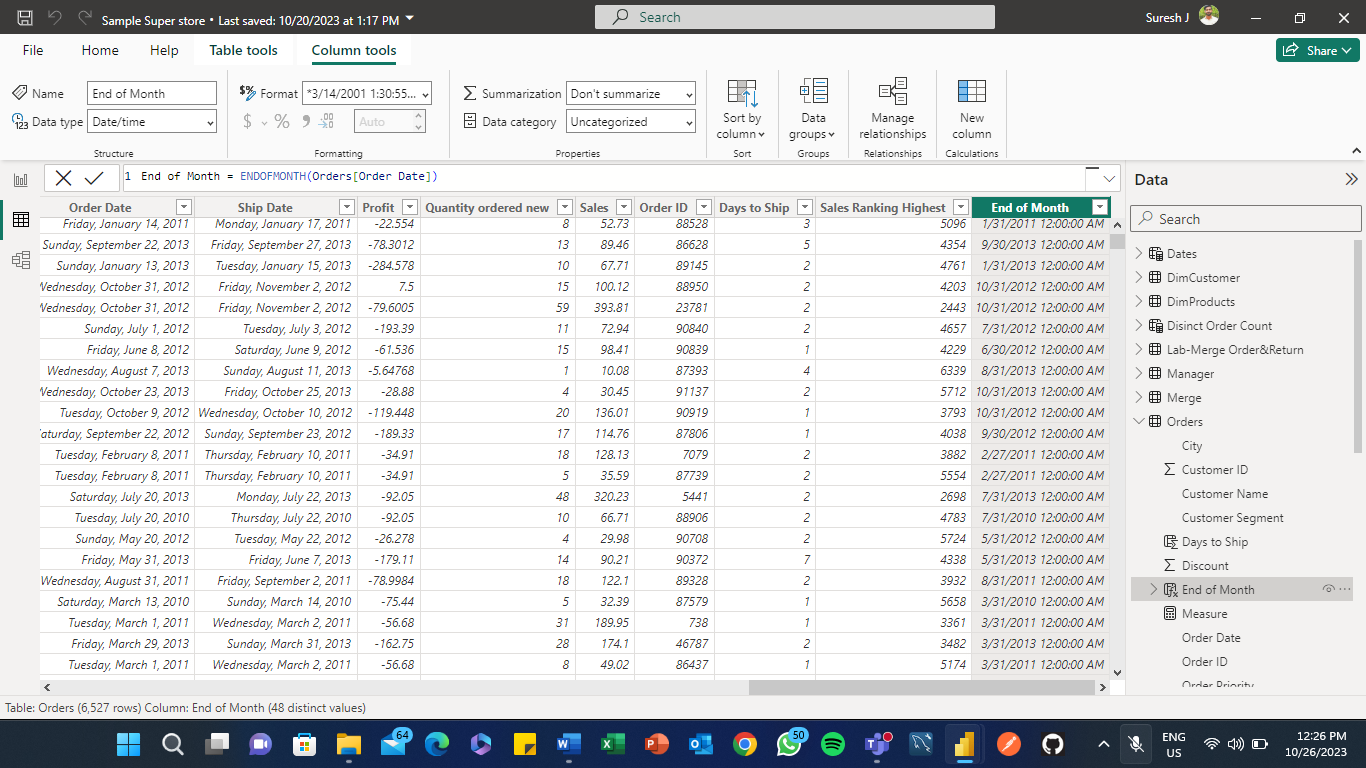 Sample Super store • Last saved: 10/20/2023 at 1:17 PM
Search
Suresh J
File Home Help Table tools Column tools
Share
Name End of Month
Data type Date/time
Structure
Format *3/14/2001 1:30:55...
$ % 9 .00 Auto
Formatting
Summarization Don't summarize
Data category Uncategorized
Properties
Sort by column
Sort
Data groups
Groups
Manage relationships
Relationships
New column
Calculations
1 End of Month = ENDOFMONTH(Orders[Order Date])
Order Date Ship Date Profit Quantity ordered new Sales Order ID Days to Ship Sales Ranking Highest End of Month
Friday, January 14, 2011 Monday, January 17, 2011 -22.554 8 52.73 88528 3 5096 1/31/2011 12:00:00 AM
Sunday, September 22, 2013 Friday, September 27, 2013 -78.3012 13 89.46 86628 5 4354 9/30/2013 12:00:00 AM
Sunday, January 13, 2013 Tuesday, January 15, 2013 -284.578 10 67.71 89145 2 4761 1/31/2013 12:00:00 AM
Wednesday, October 31, 2012 Friday, November 2, 2012 7.5 15 100.12 88950 2 4203 10/31/2012 12:00:00 AM
Wednesday, October 31, 2012 Friday, November 2, 2012 -79.6005 59 393.81 23781 2 2443 10/31/2012 12:00:00 AM
Sunday, July 1, 2012 Tuesday, July 3, 2012 -193.39 11 72.94 90840 2 4657 7/31/2012 12:00:00 AM
Friday, June 8, 2012 Saturday, June 9, 2012 -61.536 15 98.41 90839 1 4229 6/30/2012 12:00:00 AM
Wednesday, August 7, 2013 Sunday, August 11, 2013 -5.64768 1 10.08 87393 4 6339 8/31/2013 12:00:00 AM
Wednesday, October 23, 2013 Friday, October 25, 2013 -28.88 4 30.45 91137 2 5712 10/31/2013 12:00:00 AM
Tuesday, October 9, 2012 Wednesday, October 10, 2012 -119.448 20 136.01 90919 1 3793 10/31/2012 12:00:00 AM
aturday, September 22, 2012 Sunday, September 23, 2012 -189.33 17 114.76 87806 1 4038 9/30/2012 12:00:00 AM
Tuesday, February 8, 2011 Thursday, February 10, 2011 -34.91 18 128.13 7079 2 3882 2/27/2011 12:00:00 AM
Tuesday, February 8, 2011 Thursday, February 10, 2011 -34.91 5 35.59 87739 2 5554 2/27/2011 12:00:00 AM
Saturday, July 20, 2013 Monday, July 22, 2013 -92.05 48 320.23 5441 2 2698 7/31/2013 12:00:00 AM
Tuesday, July 20, 2010 Thursday, July 22, 2010 -92.05 10 66.71 88906 2 4783 7/31/2010 12:00:00 AM
Sunday, May 20, 2012 Tuesday, May 22, 2012 -26.278 4 29.98 90708 2 5724 5/31/2012 12:00:00 AM
Friday, May 31, 2013 Friday, June 7, 2013 -179.11 14 90.21 90372 7 4338 5/31/2013 12:00:00 AM
Wednesday, August 31, 2011 Friday, September 2, 2011 -78.9984 18 122.1 89328 2 3932 8/31/2011 12:00:00 AM
Saturday, March 13, 2010 Sunday, March 14, 2010 -75.44 5 32.39 87579 1 5658 3/31/2010 12:00:00 AM
Tuesday, March 1, 2011 Wednesday, March 2, 2011 -56.68 31 189.95 738 1 3361 3/31/2011 12:00:00 AM
Friday, March 29, 2013 Sunday, March 31, 2013 -162.75 28 174.1 46787 2 3482 3/31/2013 12:00:00 AM
Tuesday, March 1, 2011 Wednesday, March 2, 2011 -56.68 8 49.02 86437 1 5174 3/31/2011 12:00:00 AM
Data
Search
Dates
DimCustomer
DimProducts
Disinct Order Count
Lab-Merge Order&Return
Manager
Merge
Orders
City
Customer ID
Customer Name
Customer Segment
Days to Ship
Discount
End of Month
Measure
Order Date
Order ID
Order Priority
Table: Orders (6,527 rows) Column: End of Month (48 distinct values)
64
50
ENG
US
12:26 PM
10/26/2023